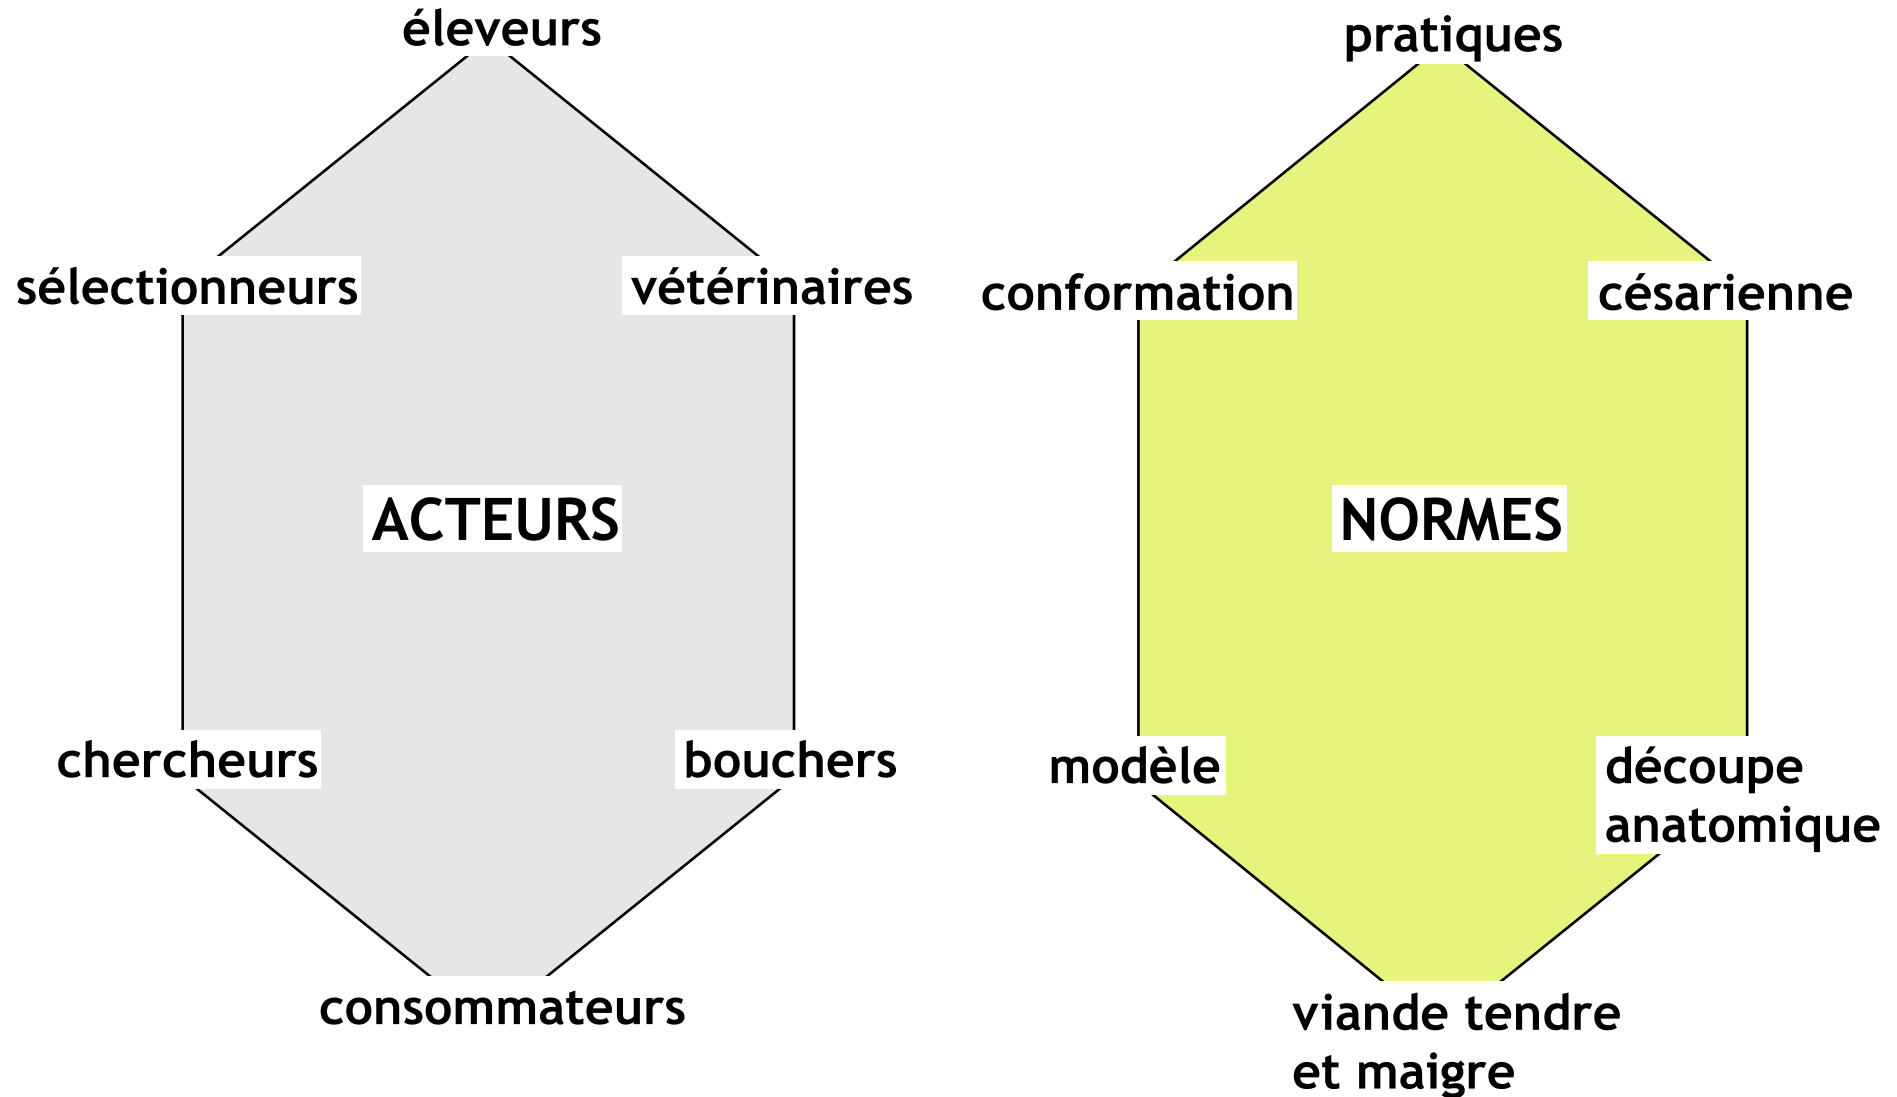 éleveurs
sélectionneurs
vétérinaires
ACTEURS
chercheurs
bouchers
consommateurs
pratiques
conformation
césarienne
NORMES
modèle
découpe
anatomique
viande tendre
et maigre